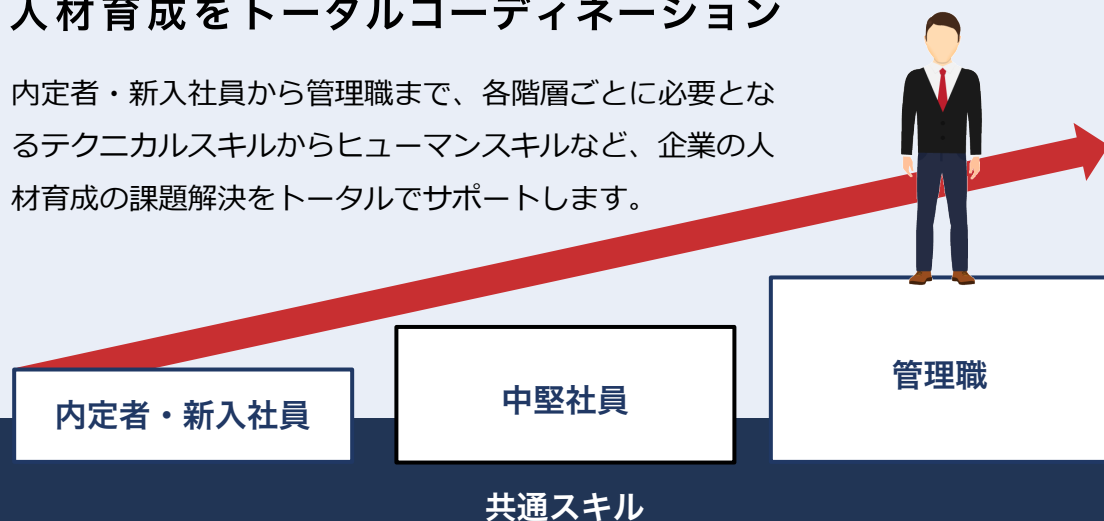 人材育成をトータルコーディネーション
内定者・新入社員から管理職まで、各階層ごとに必要とな
るテクニカルスキルからヒューマンスキルなど、企業の人
材育成の課題解決をトータルでサポートします。
内定者・新入社員
中堅社員
管理職
共通スキル